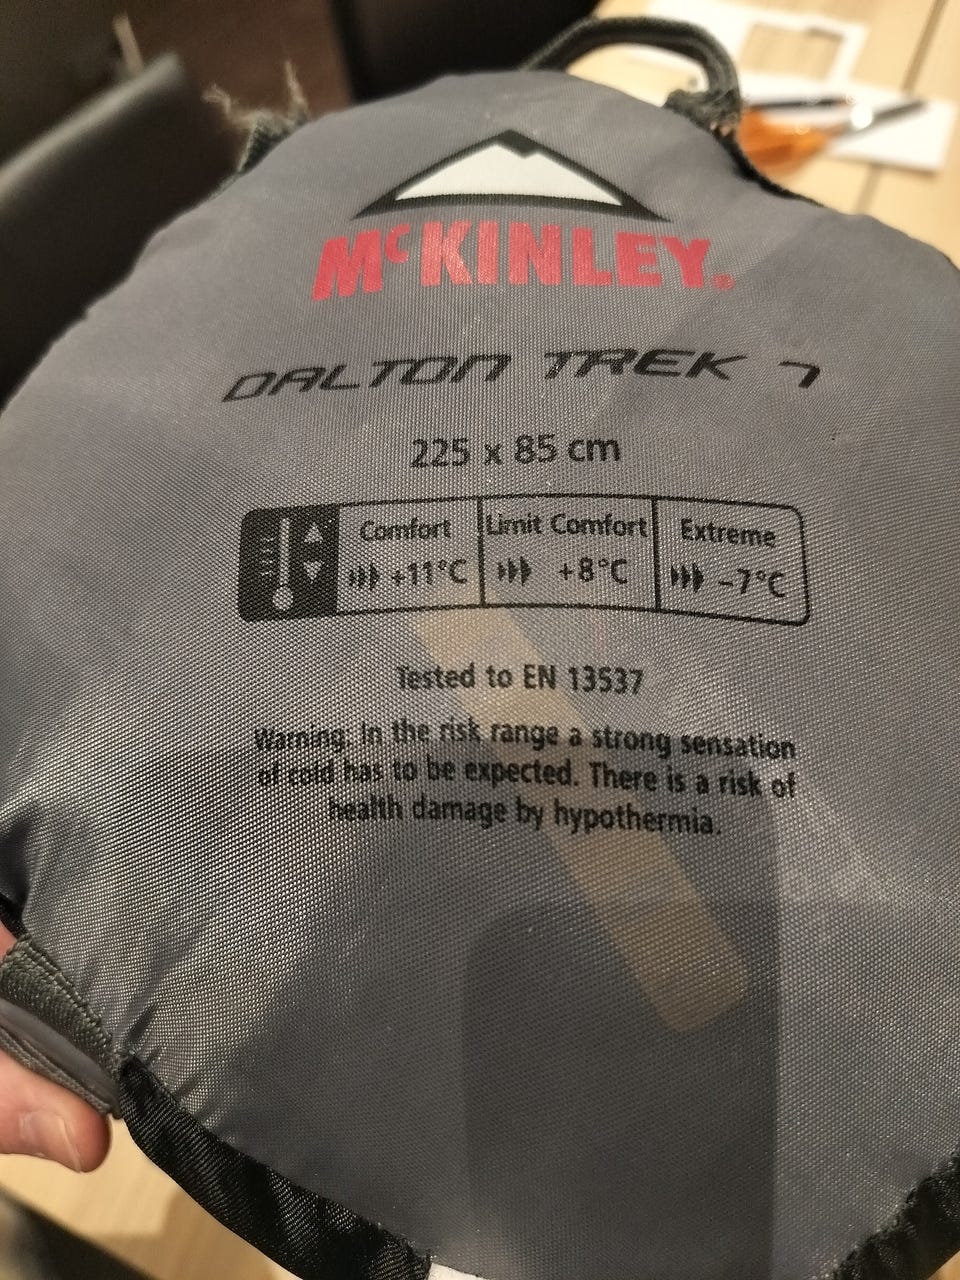 McKINLEY®
DALTON TREK 7
225 x 85 cm
Comfort Limit Comfort Extreme
+11°C +8°C -7°C
Tested to EN 13537
Warning: In the risk range a strong sensation
of cold has to be expected. There is a risk of
health damage by hypothermia.